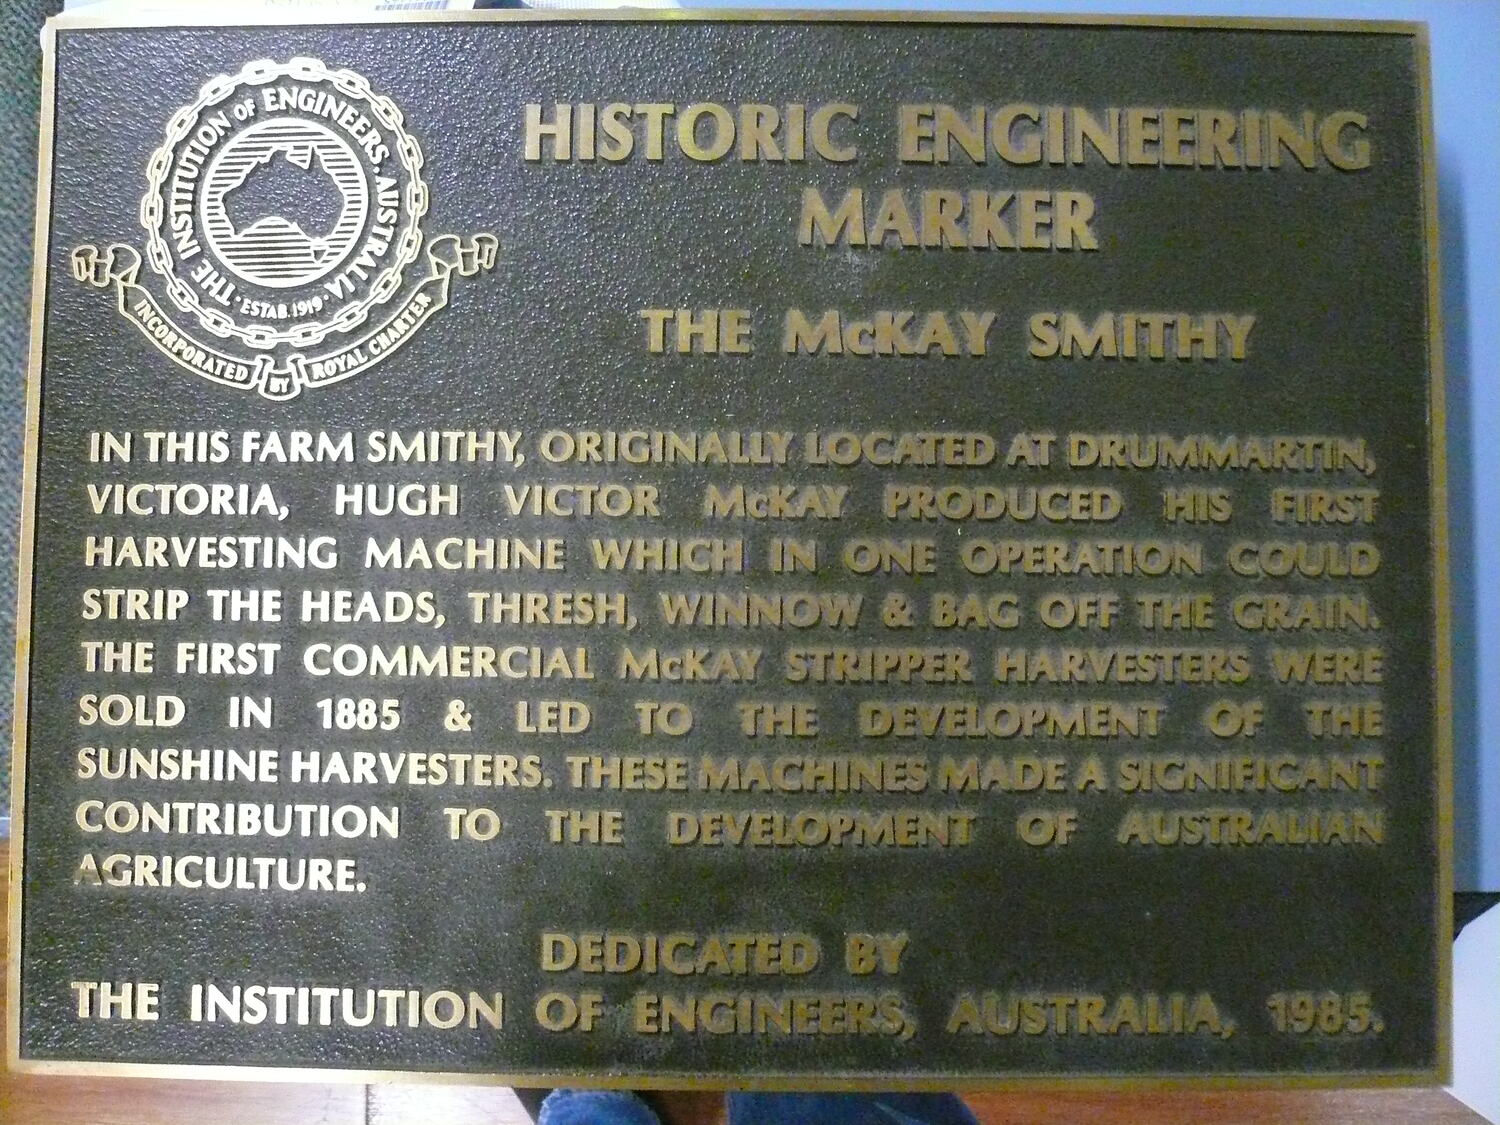 THE INSTITUTION OF ENGINEERS, AUSTRALIA
· ESTAB. 1919 ·
INCORPORATED BY ROYAL CHARTER
HISTORIC ENGINEERING
MARKER
THE McKAY SMITHY
IN THIS FARM SMITHY, ORIGINALLY LOCATED AT DRUMMARTIN,
VICTORIA, HUGH VICTOR McKAY PRODUCED HIS FIRST
HARVESTING MACHINE WHICH IN ONE OPERATION COULD
STRIP THE HEADS, THRESH, WINNOW & BAG OFF THE GRAIN.
THE FIRST COMMERCIAL McKAY STRIPPER HARVESTERS WERE
SOLD IN 1885 & LED TO THE DEVELOPMENT OF THE
SUNSHINE HARVESTERS. THESE MACHINES MADE A SIGNIFICANT
CONTRIBUTION TO THE DEVELOPMENT OF AUSTRALIAN
AGRICULTURE.
DEDICATED BY
THE INSTITUTION OF ENGINEERS, AUSTRALIA, 1985.